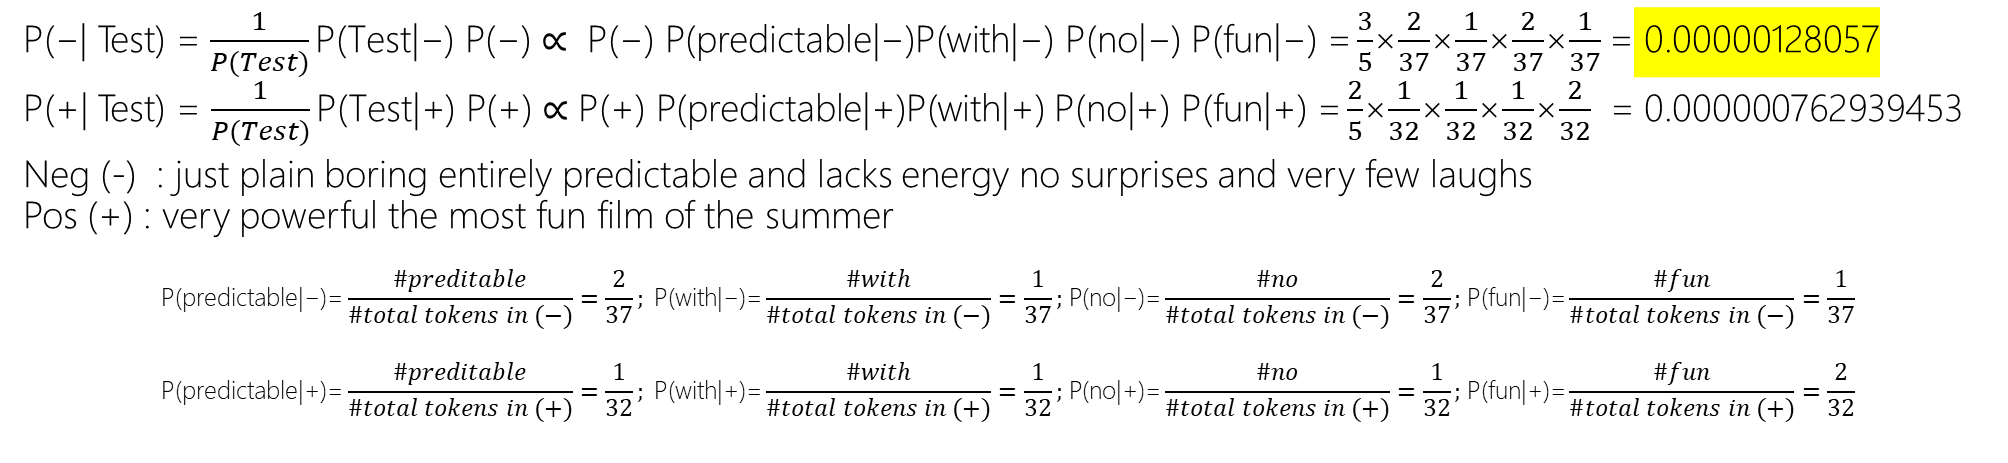 P(−| Test) = 1/P(Test) P(Test|−) P(−) ∝ P(−) P(predictable|−)P(with|−) P(no|−) P(fun|−) = 3/5 × 2/37 × 1/37 × 2/37 × 1/37 = 0.00000128057
P(+| Test) = 1/P(Test) P(Test|+) P(+) ∝ P(+) P(predictable|+)P(with|+) P(no|+) P(fun|+) = 2/5 × 1/32 × 1/32 × 1/32 × 2/32 = 0.000000762939453
Neg (-) : just plain boring entirely predictable and lacks energy no surprises and very few laughs
Pos (+) : very powerful the most fun film of the summer
P(predictable|−)= #preditable/#total tokens in (−) = 2/37; P(with|−)= #with/#total tokens in (−) = 1/37; P(no|−)= #no/#total tokens in (−) = 2/37; P(fun|−)= #fun/#total tokens in (−) = 1/37
P(predictable|+)= #preditable/#total tokens in (+) = 1/32; P(with|+)= #with/#total tokens in (+) = 1/32; P(no|+)= #no/#total tokens in (+) = 1/32; P(fun|+)= #fun/#total tokens in (+) = 2/32